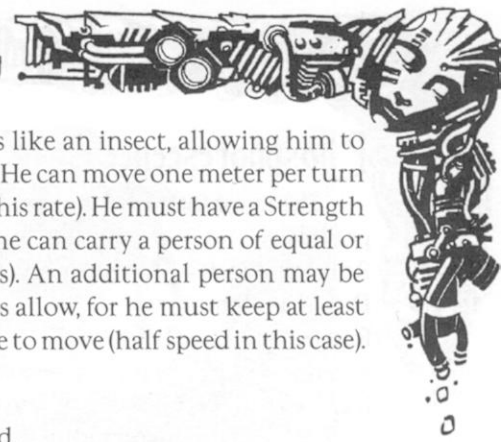 s like an insect, allowing him to
He can move one meter per turn
his rate). He must have a Strength
he can carry a person of equal or
s). An additional person may be
s allow, for he must keep at least
e to move (half speed in this case).
d